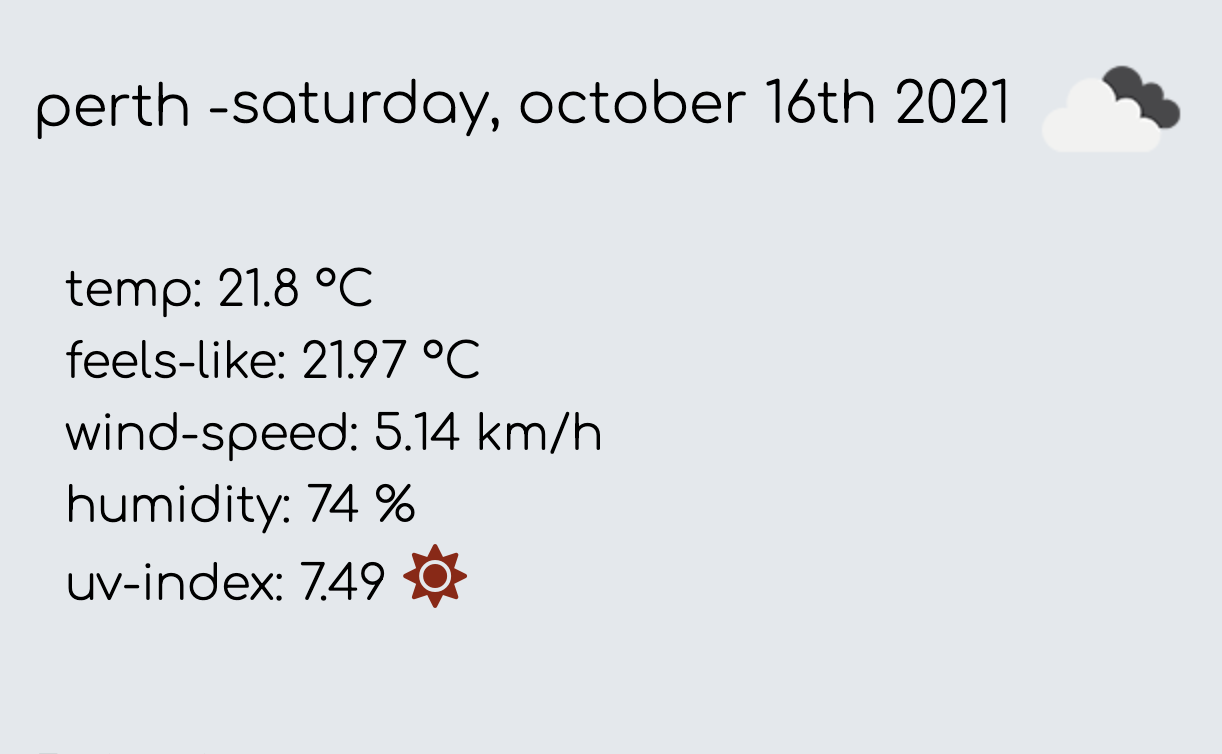 perth -saturday, october 16th 2021
temp: 21.8 °C
feels-like: 21.97 °C
wind-speed: 5.14 km/h
humidity: 74 %
uv-index: 7.49